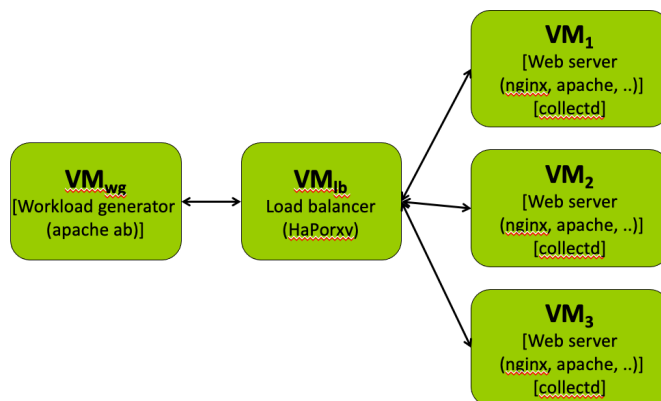 VM1
[Web server
(nginx, apache, ..)]
[collectd]
VMwg
[Workload generator
(apache ab)]
VMlb
Load balancer
(HaPorxv)
VM2
[Web server
(nginx, apache, ..)]
[collectd]
VM3
[Web server
(nginx, apache, ..)]
[collectd]